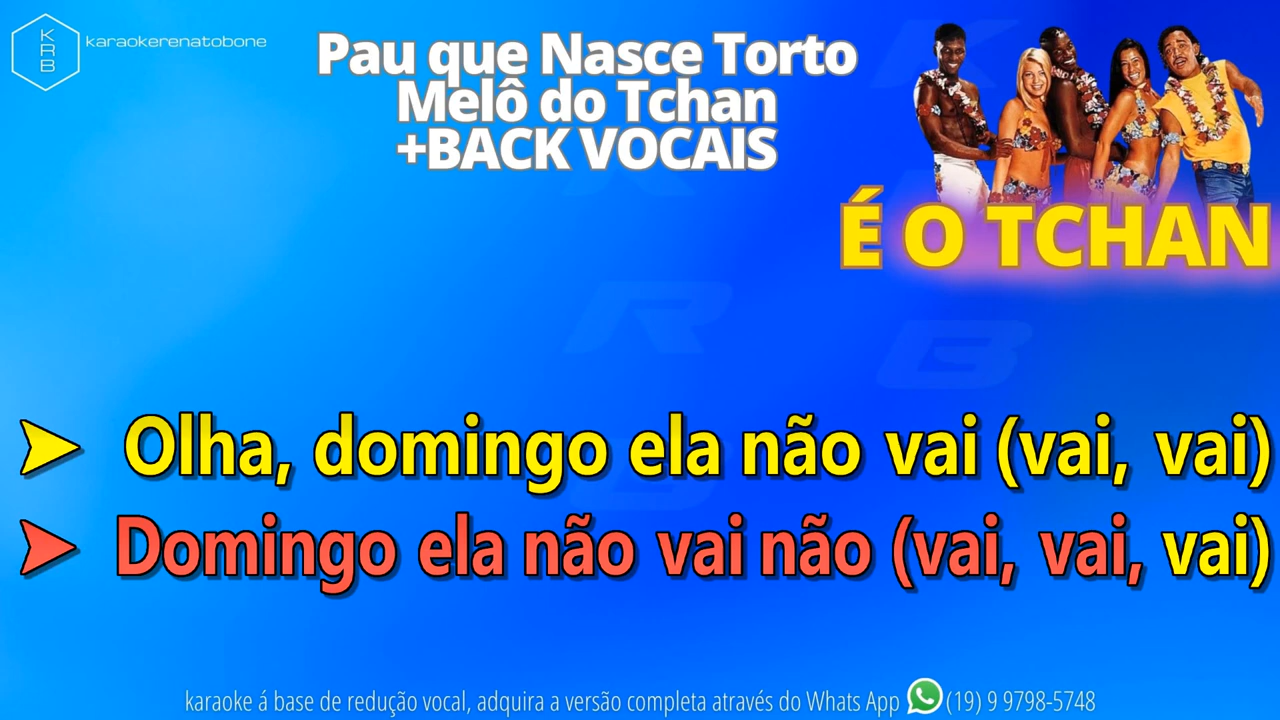 K
R
B
karaokerenatobone
Pau que Nasce Torto
Melô do Tchan
+BACK VOCAIS
É O TCHAN
K
R
R
B
B
Olha, domingo ela não vai (vai, vai)
Domingo ela não vai não (vai, vai, vai)
karaoke á base de redução vocal, adquira a versão completa através do Whats App (19) 9 9798-5748